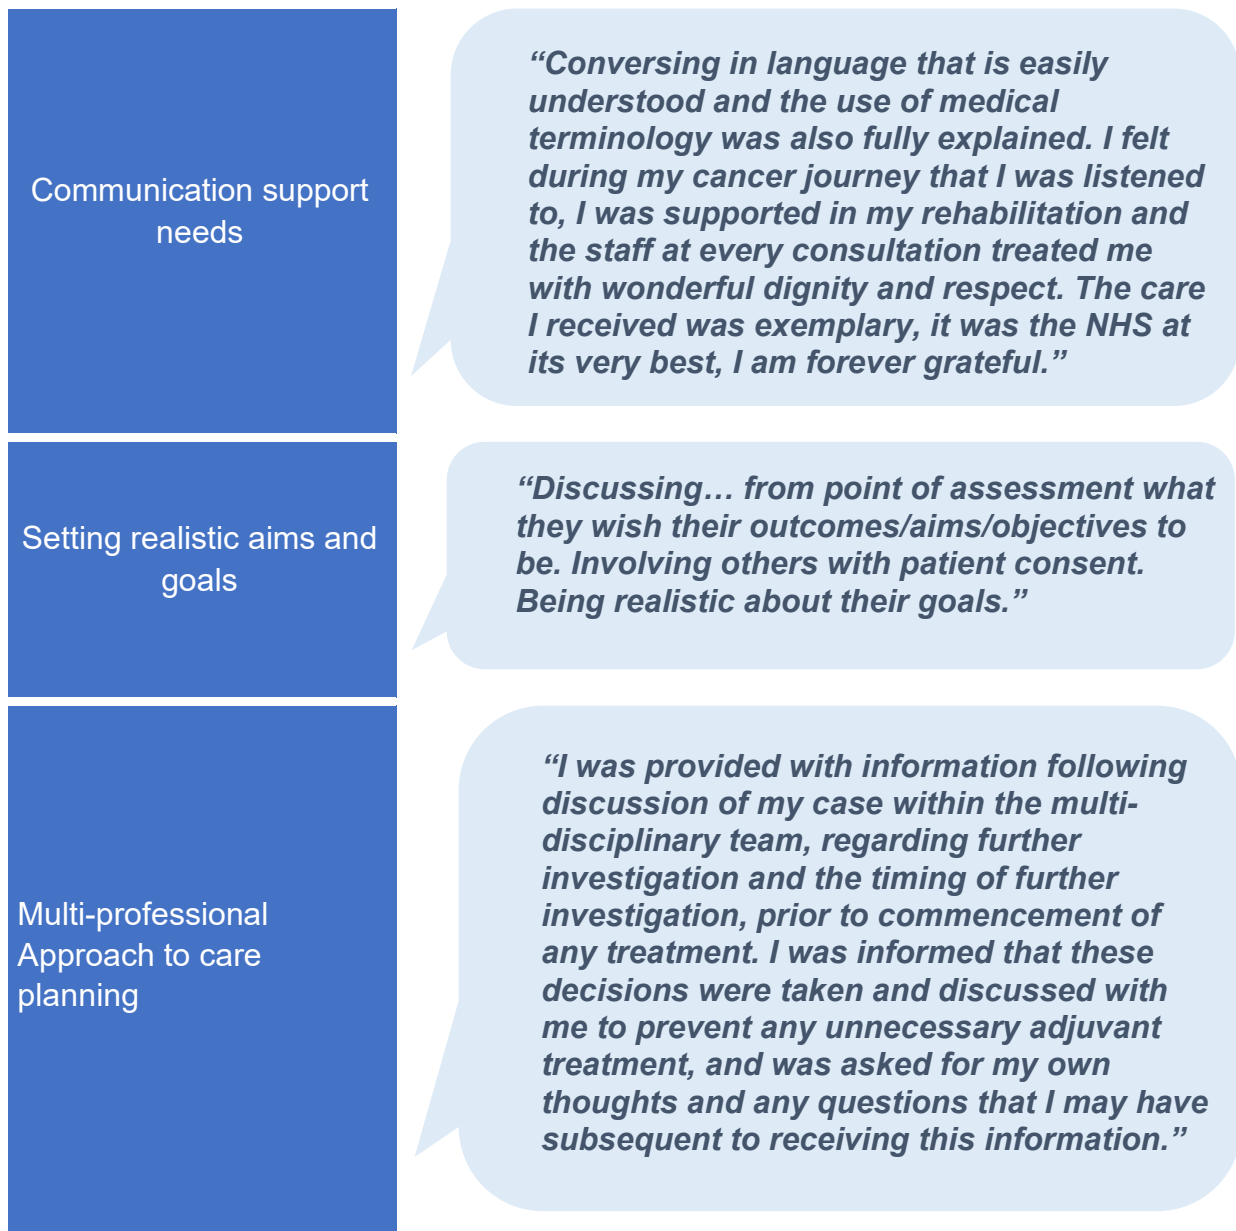 Communication support
needs
“Conversing in language that is easily
understood and the use of medical
terminology was also fully explained. I felt
during my cancer journey that I was listened
to, I was supported in my rehabilitation and
the staff at every consultation treated me
with wonderful dignity and respect. The care
I received was exemplary, it was the NHS at
its very best, I am forever grateful.”
Setting realistic aims and
goals
“Discussing… from point of assessment what
they wish their outcomes/aims/objectives to
be. Involving others with patient consent.
Being realistic about their goals.”
Multi-professional
Approach to care
planning
“I was provided with information following
discussion of my case within the multi-
disciplinary team, regarding further
investigation and the timing of further
investigation, prior to commencement of
any treatment. I was informed that these
decisions were taken and discussed with
me to prevent any unnecessary adjuvant
treatment, and was asked for my own
thoughts and any questions that I may have
subsequent to receiving this information.”